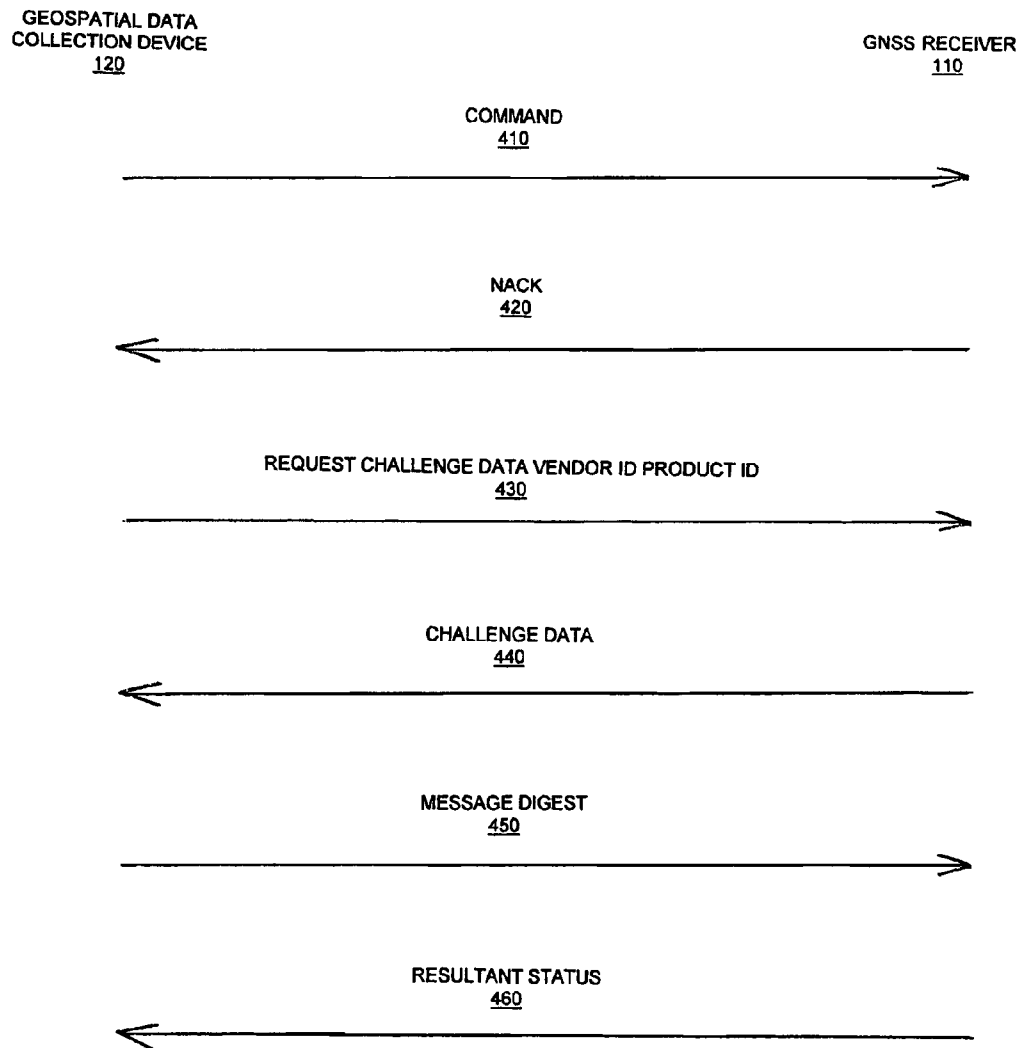 GEOSPATIAL DATA
COLLECTION DEVICE
120
GNSS RECEIVER
110
COMMAND
410
NACK
420
REQUEST CHALLENGE DATA VENDOR ID PRODUCT ID
430
CHALLENGE DATA
440
MESSAGE DIGEST
450
RESULTANT STATUS
460